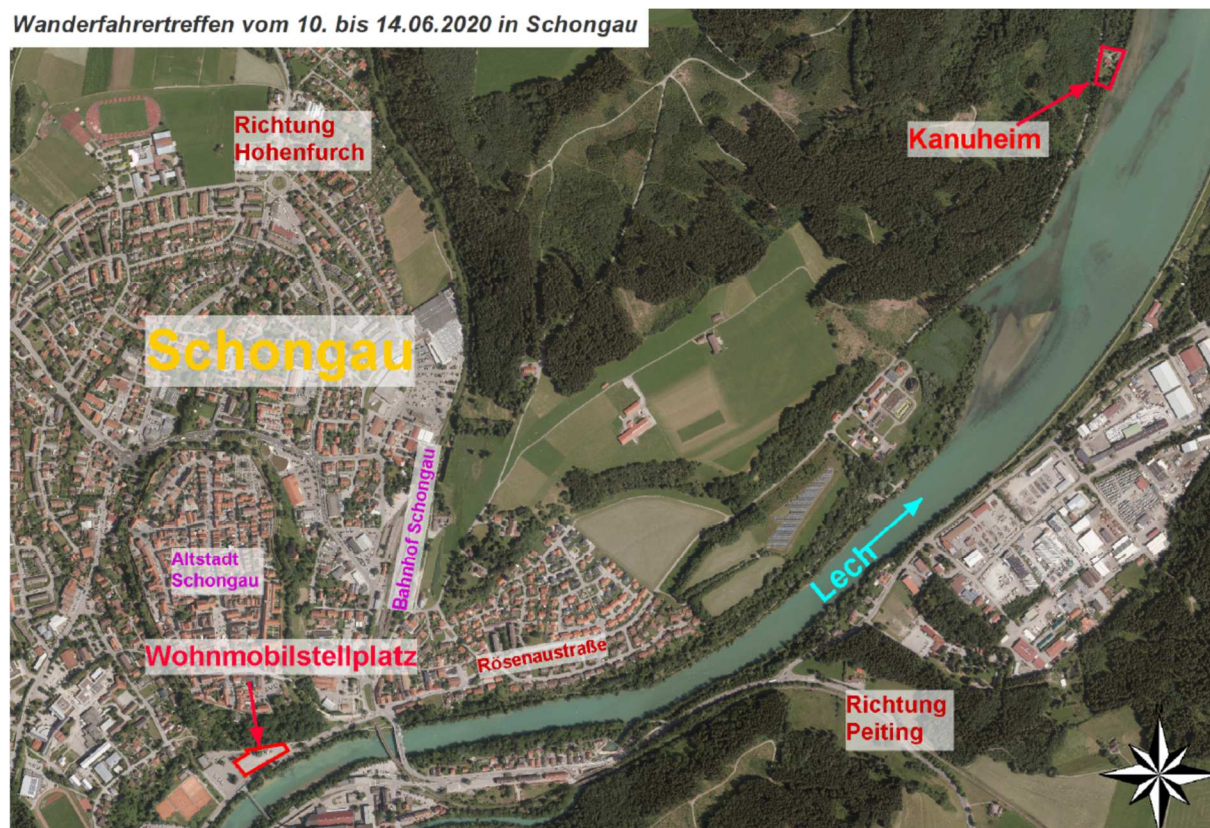 Wanderfahrertreffen vom 10. bis 14.06.2020 in Schongau
Richtung
Hohenfurch
Kanuheim
Schongau
Bahnhof Schongau
Altstadt
Schongau
Lech
Wohnmobilstellplatz
Rösenaustraße
Richtung
Peiting